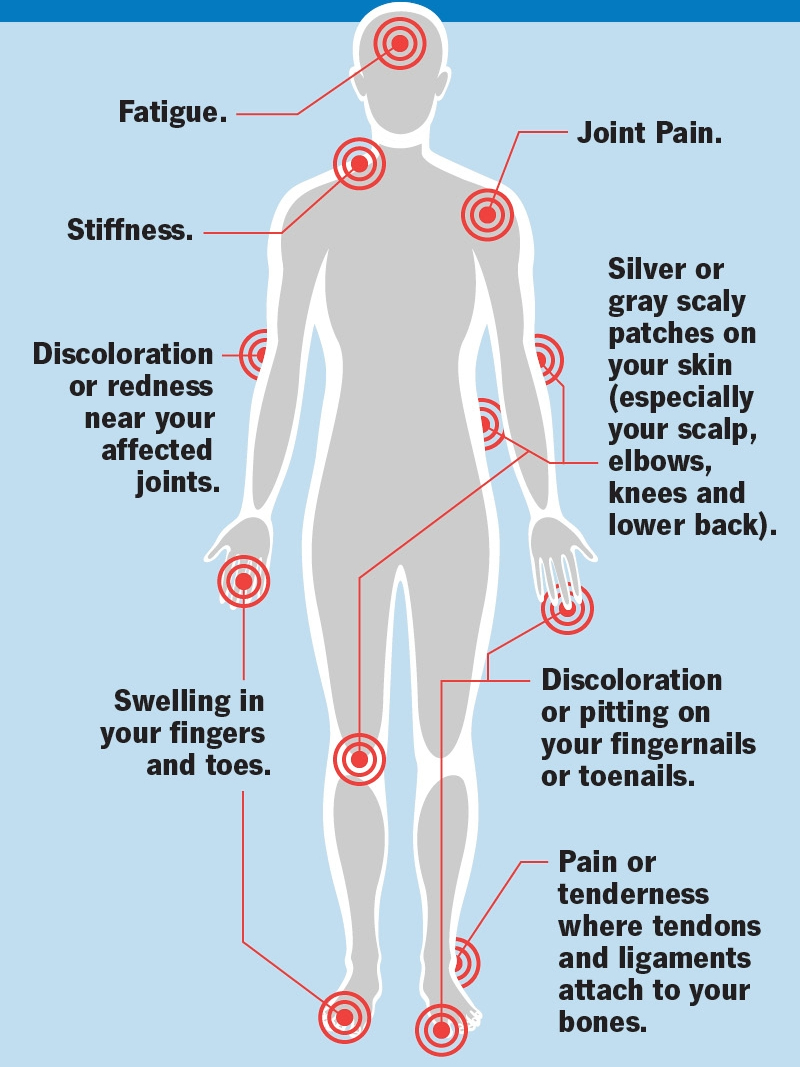 Fatigue.
Joint Pain.
Stiffness.
Silver or
gray scaly
patches on
your skin
(especially
your scalp,
elbows,
knees and
lower back).
Discoloration
or redness
near your
affected
joints.
Swelling in
your fingers
and toes.
Discoloration
or pitting on
your fingernails
or toenails.
Pain or
tenderness
where tendons
and ligaments
attach to your
bones.